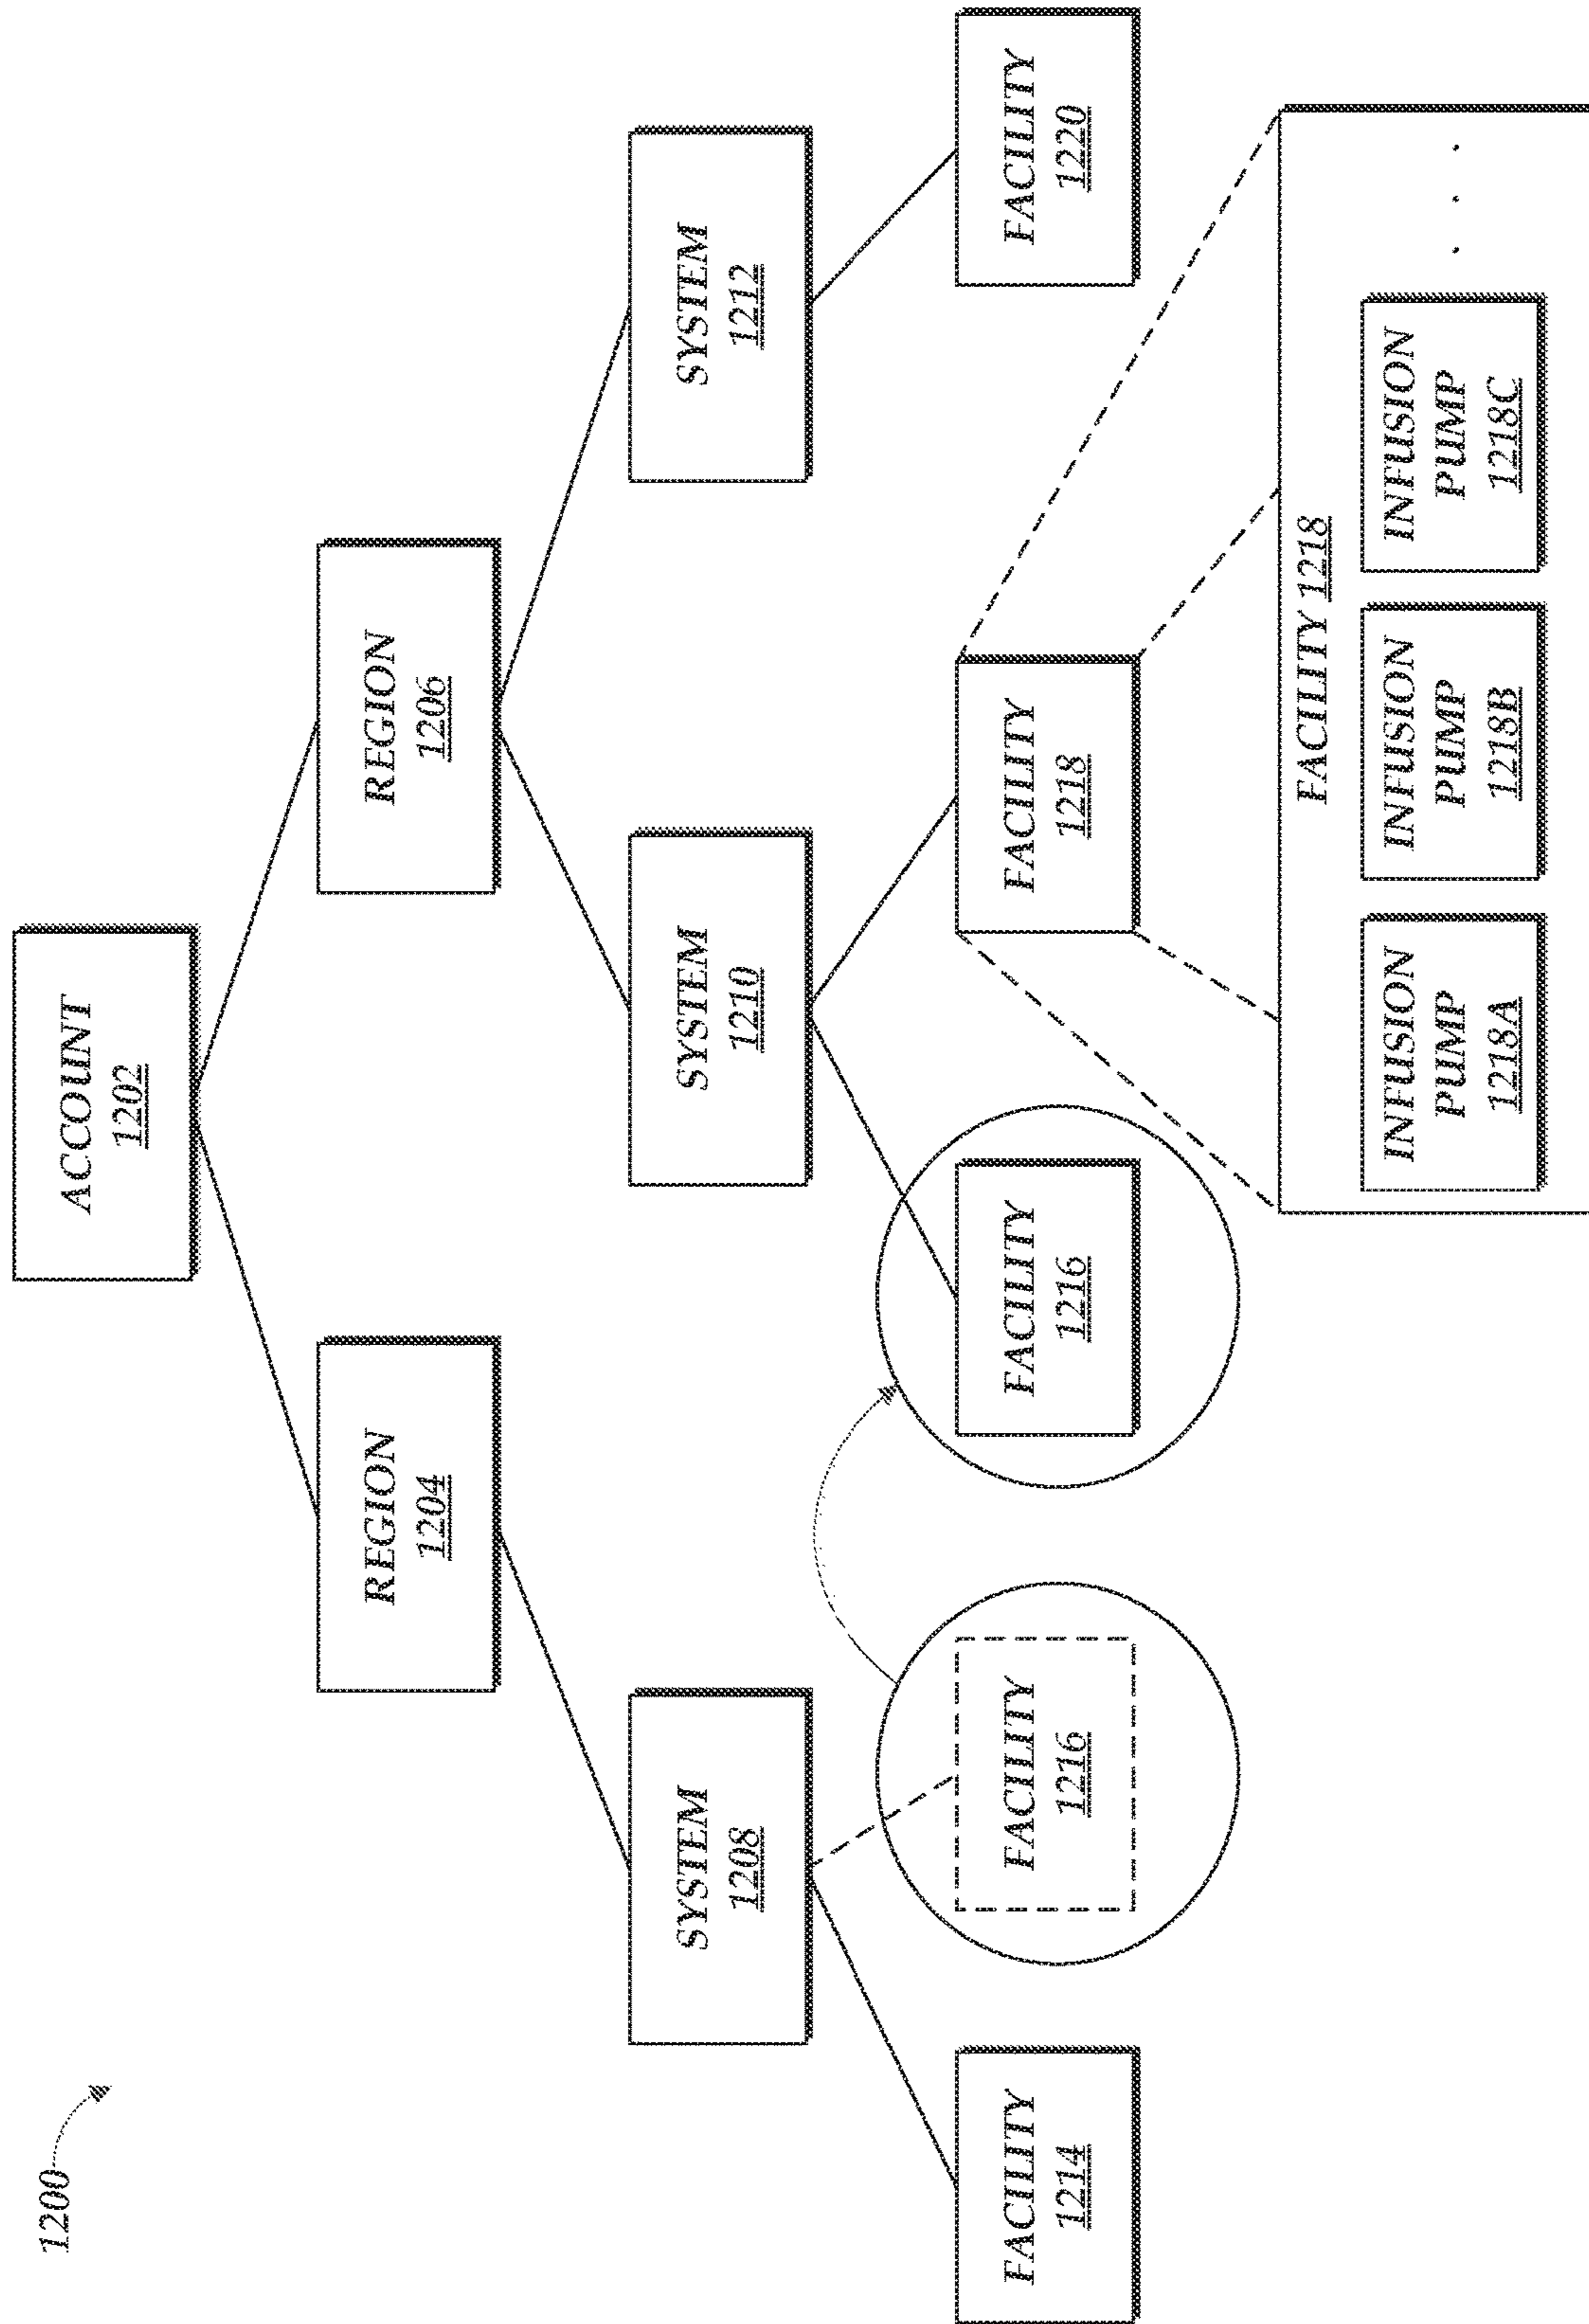 1200
ACCOUNT
1202
REGION
1204
REGION
1206
SYSTEM
1208
SYSTEM
1210
SYSTEM
1212
FACILITY
1214
FACILITY
1216
FACILITY
1216
FACILITY
1218
FACILITY
1220
FACILITY 1218
INFUSION
PUMP
1218A
INFUSION
PUMP
1218B
INFUSION
PUMP
1218C
. . .